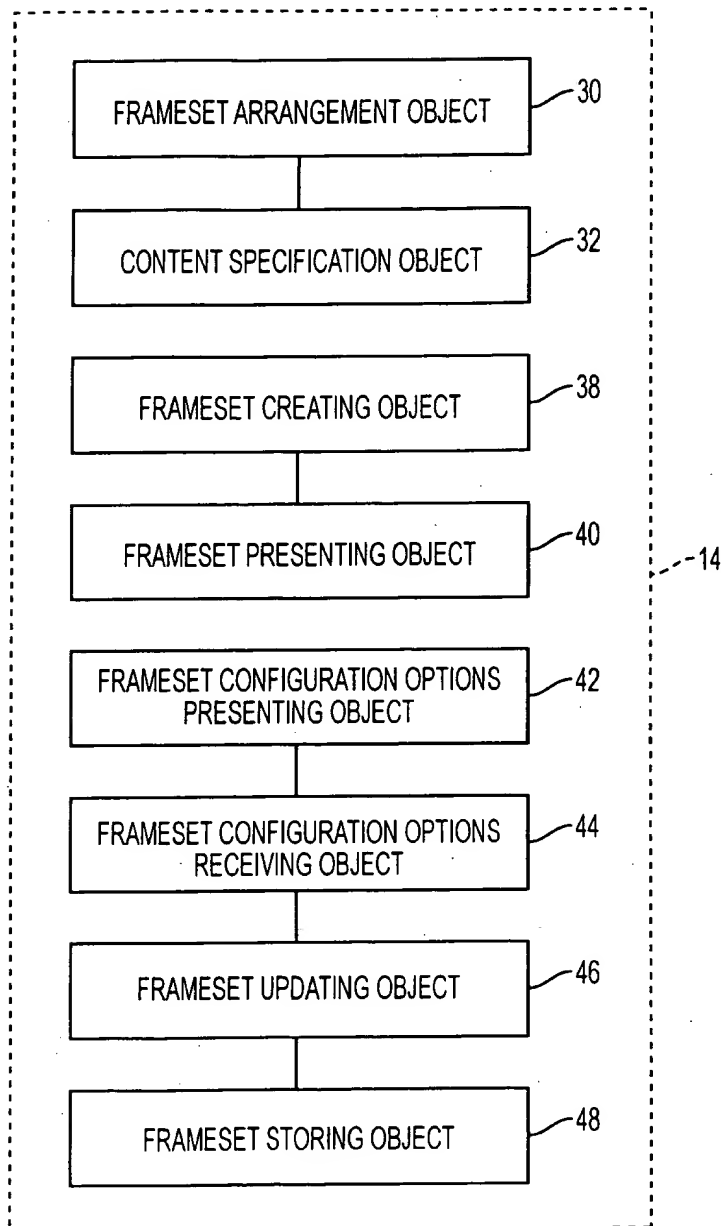 FRAMESET ARRANGEMENT OBJECT
30
CONTENT SPECIFICATION OBJECT
32
FRAMESET CREATING OBJECT
38
FRAMESET PRESENTING OBJECT
40
14
FRAMESET CONFIGURATION OPTIONS
PRESENTING OBJECT
42
FRAMESET CONFIGURATION OPTIONS
RECEIVING OBJECT
44
FRAMESET UPDATING OBJECT
46
FRAMESET STORING OBJECT
48